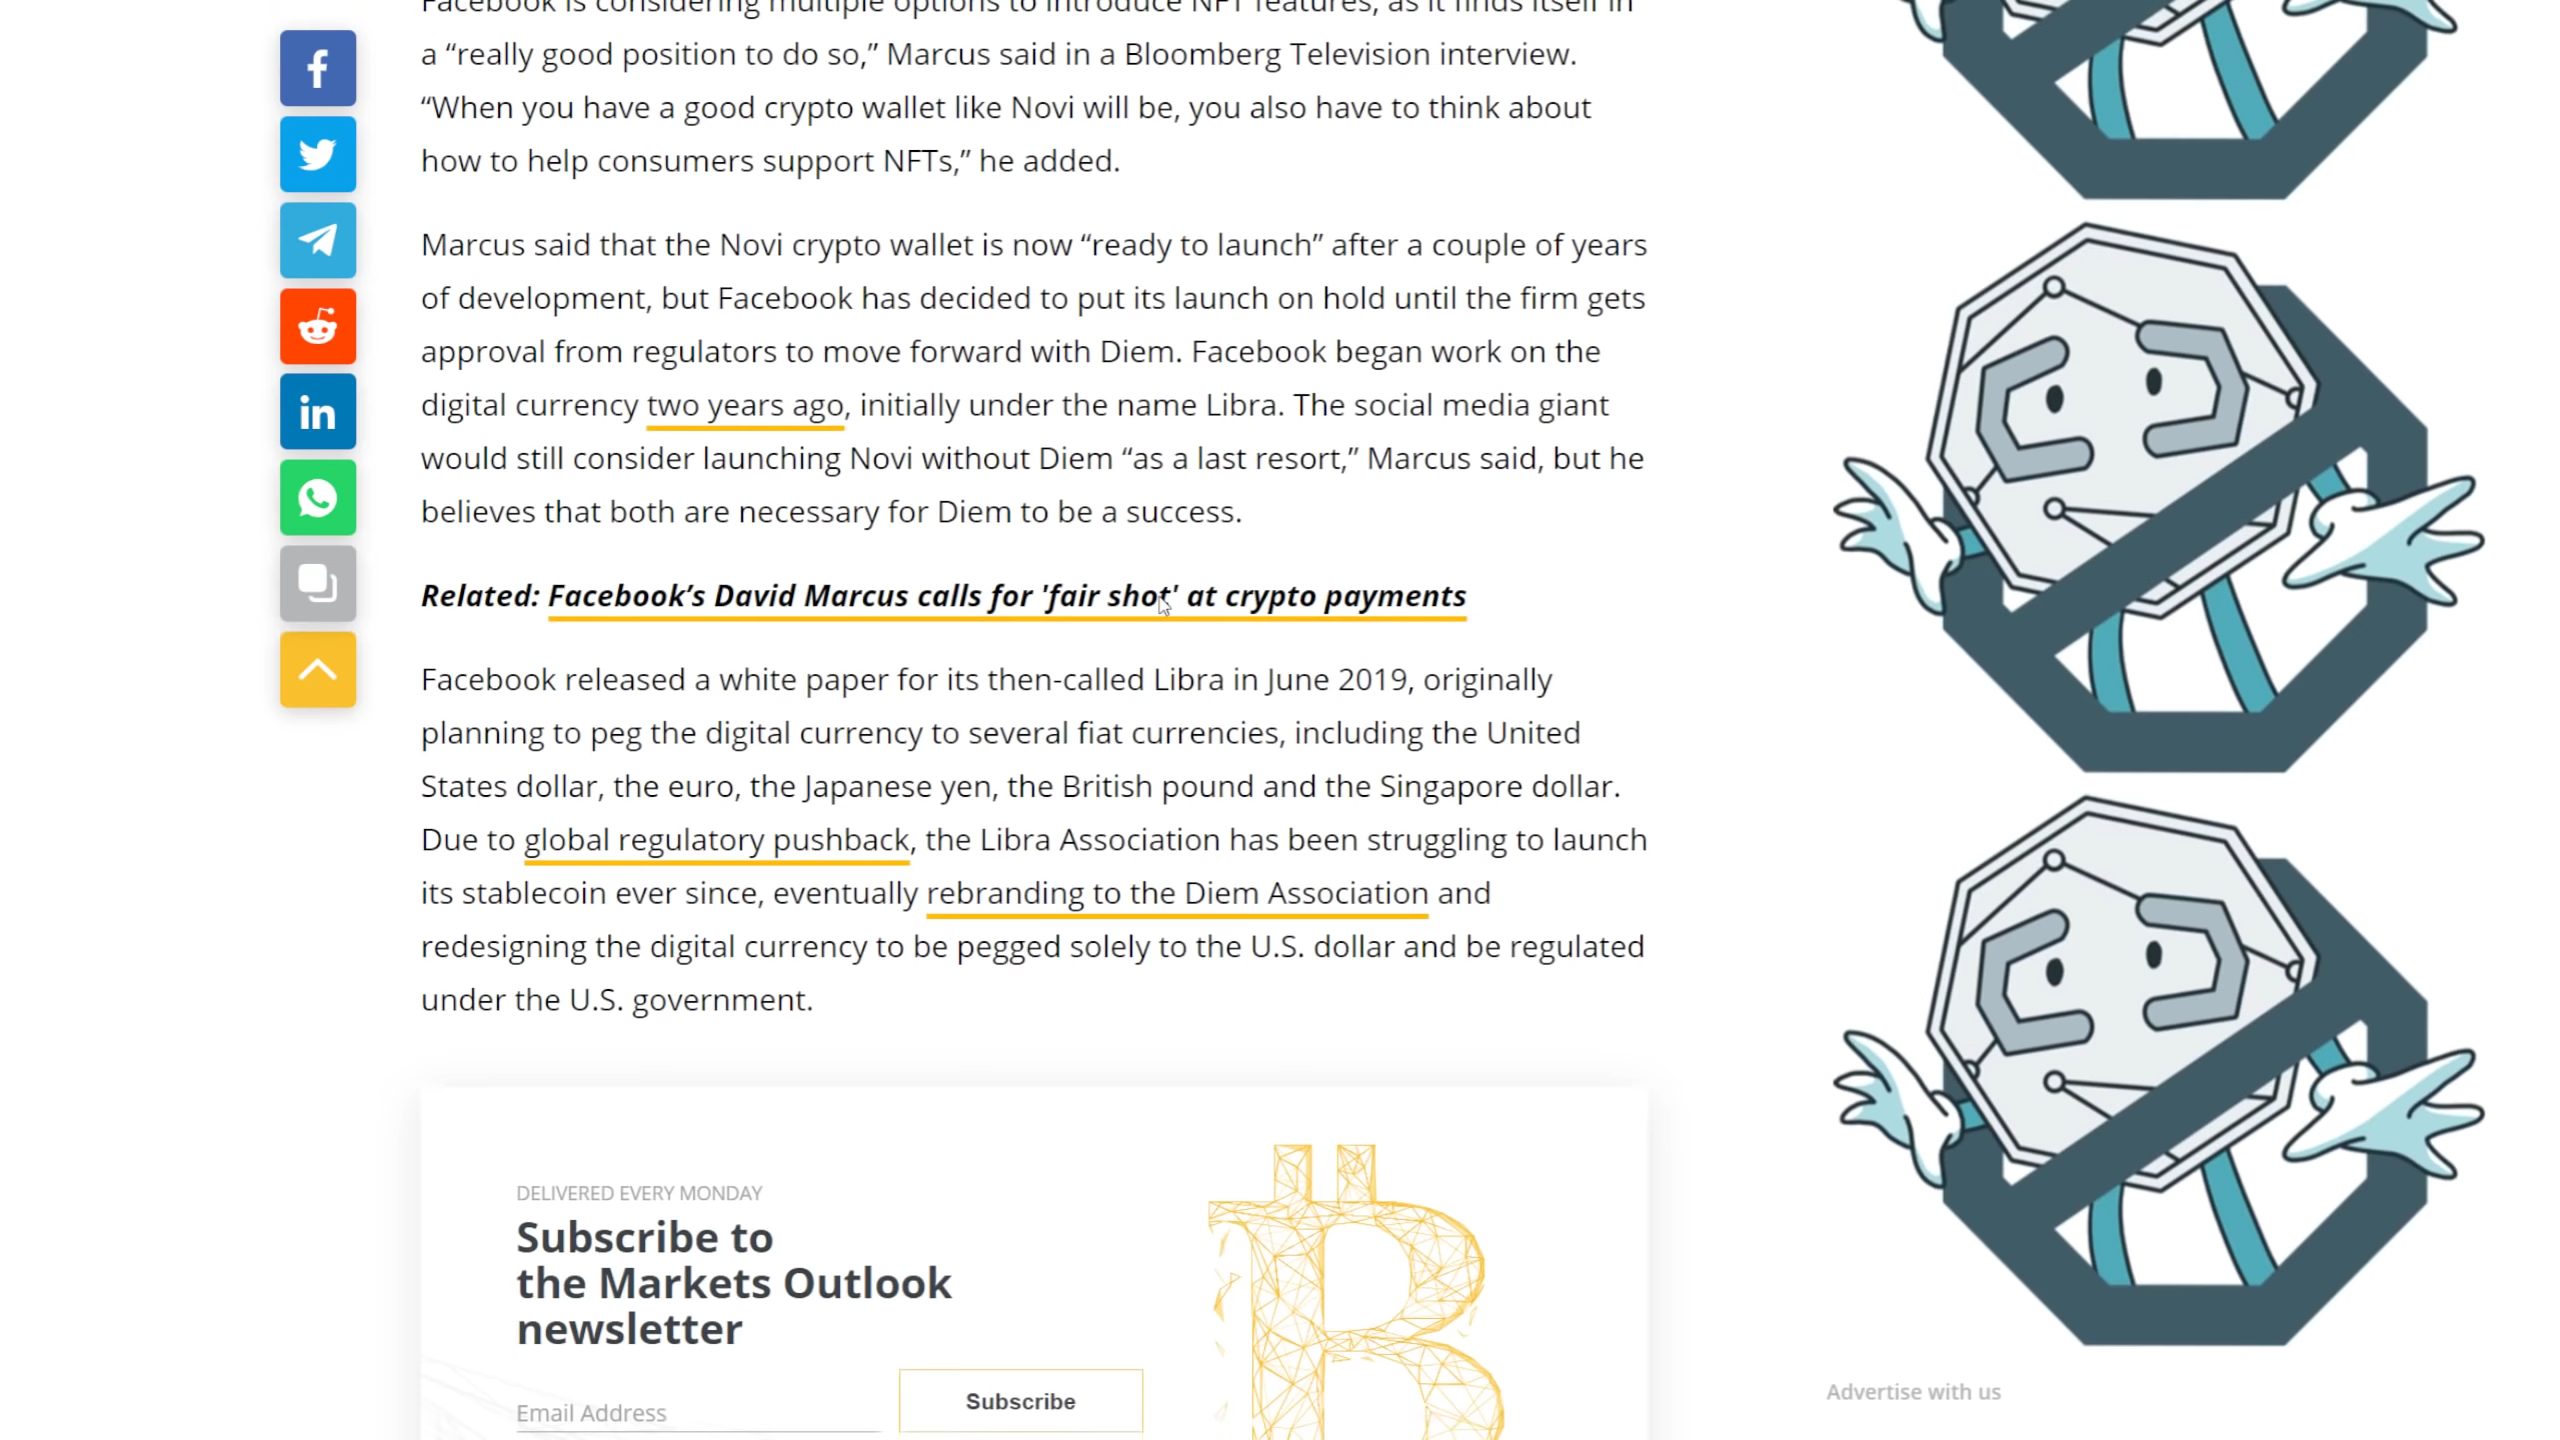 Facebook is considering multiple options to introduce NFT features, as it finds itself in
a “really good position to do so,” Marcus said in a Bloomberg Television interview.
“When you have a good crypto wallet like Novi will be, you also have to think about
how to help consumers support NFTs,” he added.
Marcus said that the Novi crypto wallet is now “ready to launch” after a couple of years
of development, but Facebook has decided to put its launch on hold until the firm gets
approval from regulators to move forward with Diem. Facebook began work on the
digital currency two years ago, initially under the name Libra. The social media giant
would still consider launching Novi without Diem “as a last resort,” Marcus said, but he
believes that both are necessary for Diem to be a success.
Related: Facebook’s David Marcus calls for 'fair shot' at crypto payments
Facebook released a white paper for its then-called Libra in June 2019, originally
planning to peg the digital currency to several fiat currencies, including the United
States dollar, the euro, the Japanese yen, the British pound and the Singapore dollar.
Due to global regulatory pushback, the Libra Association has been struggling to launch
its stablecoin ever since, eventually rebranding to the Diem Association and
redesigning the digital currency to be pegged solely to the U.S. dollar and be regulated
under the U.S. government.
DELIVERED EVERY MONDAY
Subscribe to
the Markets Outlook
newsletter
Email Address
Subscribe
Advertise with us